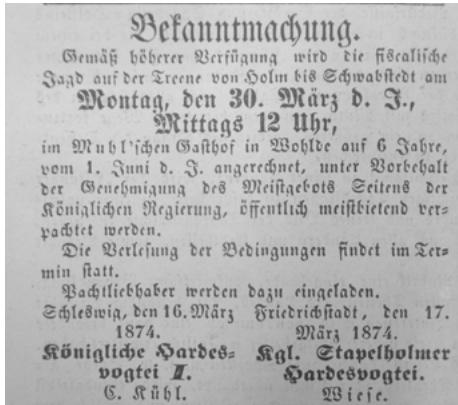 Bekanntmachung.
Gemäß höherer Verfügung wird die fiscalische
Jagd auf der Treene von Holm bis Schwabstedt am
Montag, den 30. März d. J.,
Mittags 12 Uhr,
im Muhl'schen Gasthof in Wohlde auf 6 Jahre,
vom 1. Juni d. J. angerechnet, unter Vorbehalt
der Genehmigung des Meistgebots Seitens der
Königlichen Regierung, öffentlich meistbietend ver-
pachtet werden.
Die Verlesung der Bedingungen findet im Ter-
min statt.
Pachtliebhaber werden dazu eingeladen.
Schleswig, den 16. März 1874.
Königliche Hardes-
vogtei II.
C. Kühl.
Friedrichstadt, den 17.
März 1874.
Kgl. Stapelholmer
Hardesvogtei.
Wiese.